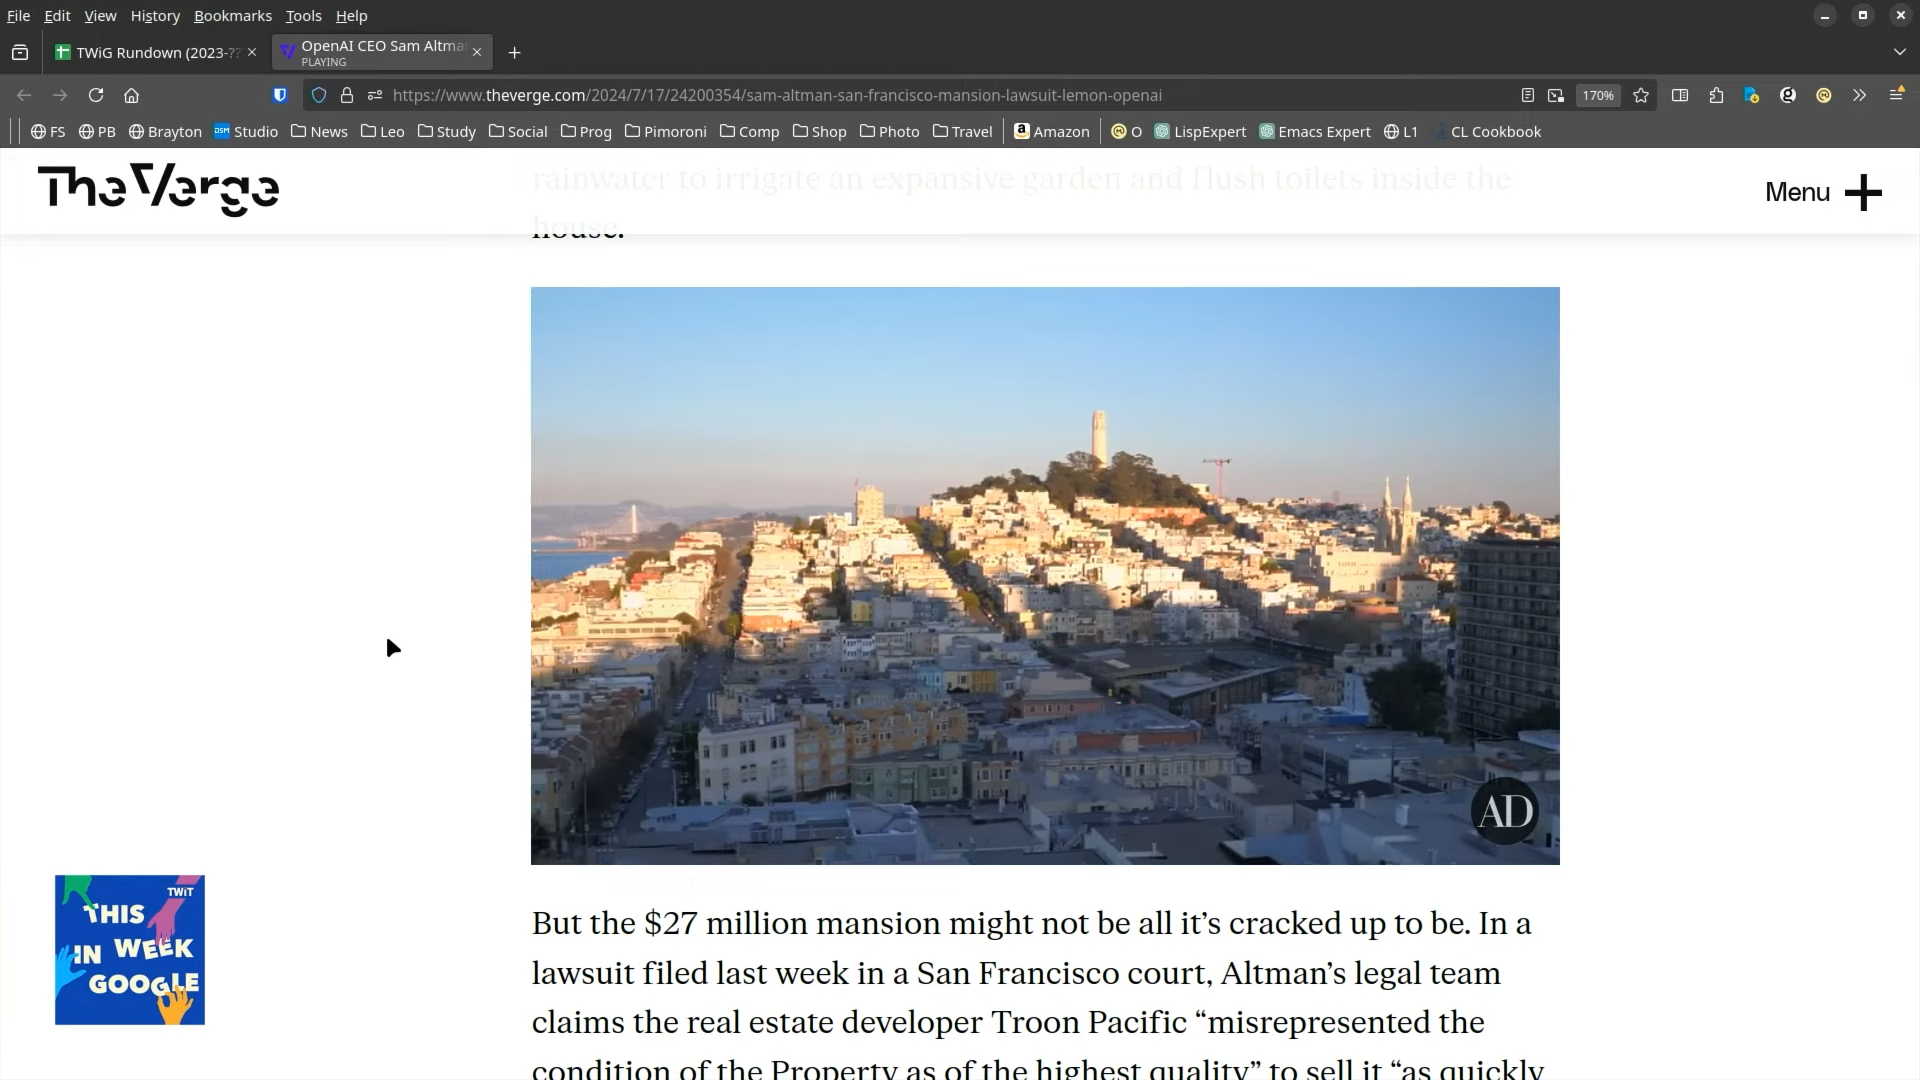 File Edit View History Bookmarks Tools Help
TWiG Rundown (2023-??
OpenAI CEO Sam Altma
PLAYING
https://www.theverge.com/2024/7/17/24200354/sam-altman-san-francisco-mansion-lawsuit-lemon-openai
170%
FS PB Brayton DSM Studio News Leo Study Social Prog Pimoroni Comp Shop Photo Travel Amazon O LispExpert Emacs Expert L1 CL Cookbook
The Verge
Menu
rainwater to irrigate an expansive garden and flush toilets inside the
house.
AD
But the $27 million mansion might not be all it’s cracked up to be. In a
lawsuit filed last week in a San Francisco court, Altman’s legal team
claims the real estate developer Troon Pacific “misrepresented the
condition of the Property as of the highest quality” to sell it “as quickly
TWiT
THIS
IN WEEK
GOOGLE